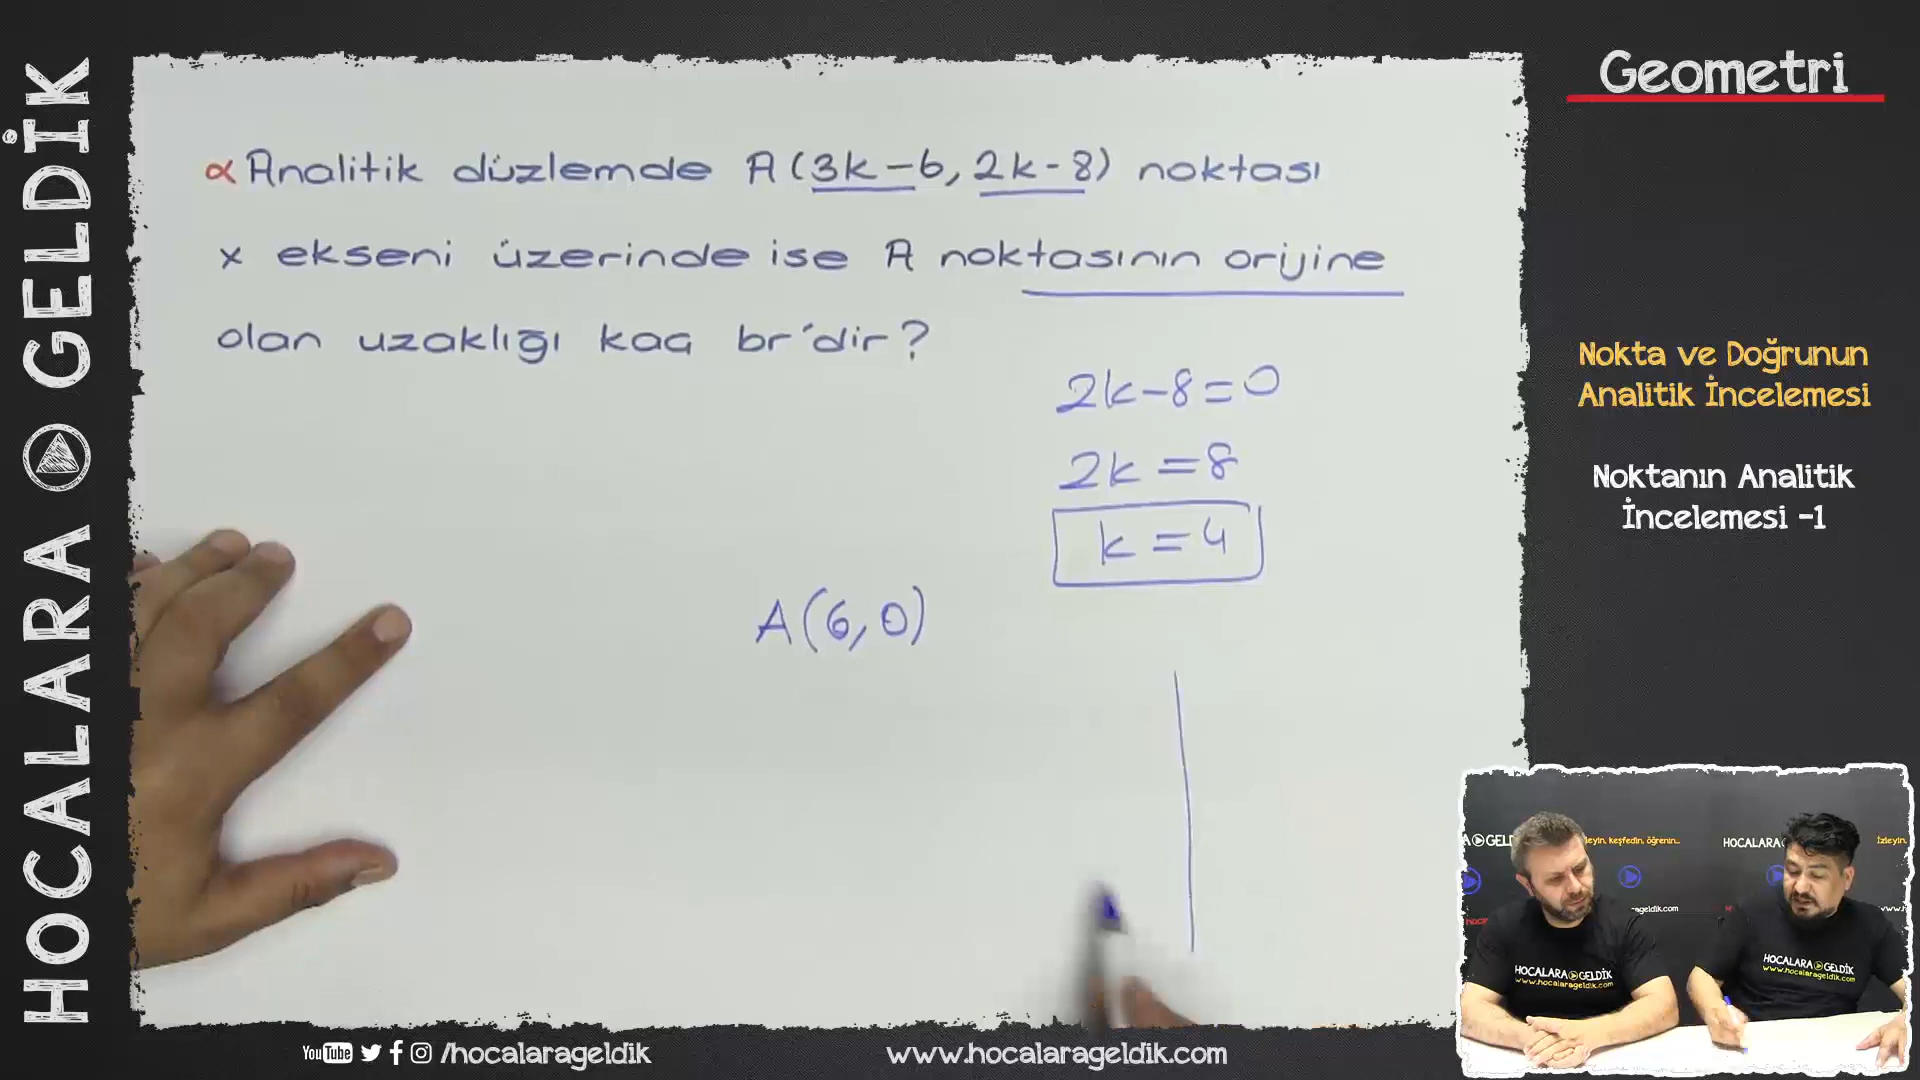 HOCALARA GELDİK
Geometri
α Analitik düzlemde A(3k-6, 2k-8) noktası
x ekseni üzerinde ise A noktasının orijine
olan uzaklığı kaç br'dir?
2k-8=0
2k=8
k=4
A(6,0)
Nokta ve Doğrunun
Analitik İncelemesi
Noktanın Analitik
İncelemesi -1
HOCALARA GELDİK
www.hocalarageldik.com
HOCALARA GELDİK
www.hocalarageldik.com
You Tube /hocalarageldik
www.hocalarageldik.com